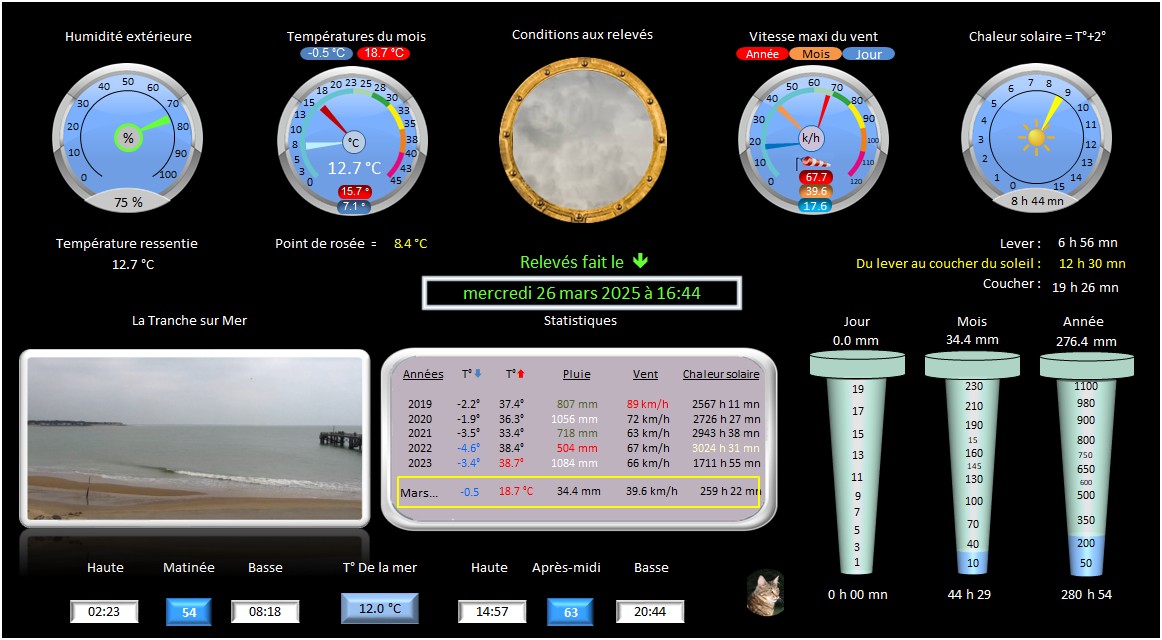 Humidité extérieure
Températures du mois
Conditions aux relevés
Vitesse maxi du vent
Chaleur solaire = T°+2°
-0.5 °C 18.7 °C
Année Mois Jour
0 10 20 30 40 50 60 70 80 90 100
%
75 %
0 3 5 8 10 13 15 18 20 23 25 28 30 33 35 38 40 43 45
°C
12.7 °C
15.7 °
7.1 °
0 10 20 30 40 50 60 70 80 90 100 110 120
k/h
67.7
39.6
17.6
0 1 2 3 4 5 6 7 8 9 10 11 12 13 14 15
8 h 44 mn
Température ressentie
12.7 °C
Point de rosée = 8.4 °C
Lever : 6 h 56 mn
Du lever au coucher du soleil : 12 h 30 mn
Coucher : 19 h 26 mn
Relevés fait le
mercredi 26 mars 2025 à 16:44
La Tranche sur Mer
Statistiques
Années T° T° Pluie Vent Chaleur solaire
2019 -2.2° 37.4° 807 mm 89 km/h 2567 h 11 mn
2020 -1.9° 36.3° 1056 mm 72 km/h 2726 h 27 mn
2021 -3.5° 33.4° 718 mm 63 km/h 2943 h 38 mn
2022 -4.6° 38.4° 504 mm 67 km/h 3024 h 31 mn
2023 -3.4° 38.7° 1084 mm 66 km/h 1711 h 55 mn
Mars... -0.5 18.7 °C 34.4 mm 39.6 km/h 259 h 22 mn
Jour
0.0 mm
19
17
15
13
11
9
7
5
3
1
0 h 00 mn
Mois
34.4 mm
230
210
190
15
160
145
130
100
70
40
10
44 h 29
Année
276.4 mm
1100
980
900
800
750
650
600
500
350
200
50
280 h 54
Haute Matinée Basse T° De la mer Haute Après-midi Basse
02:23 54 08:18 12.0 °C 14:57 63 20:44